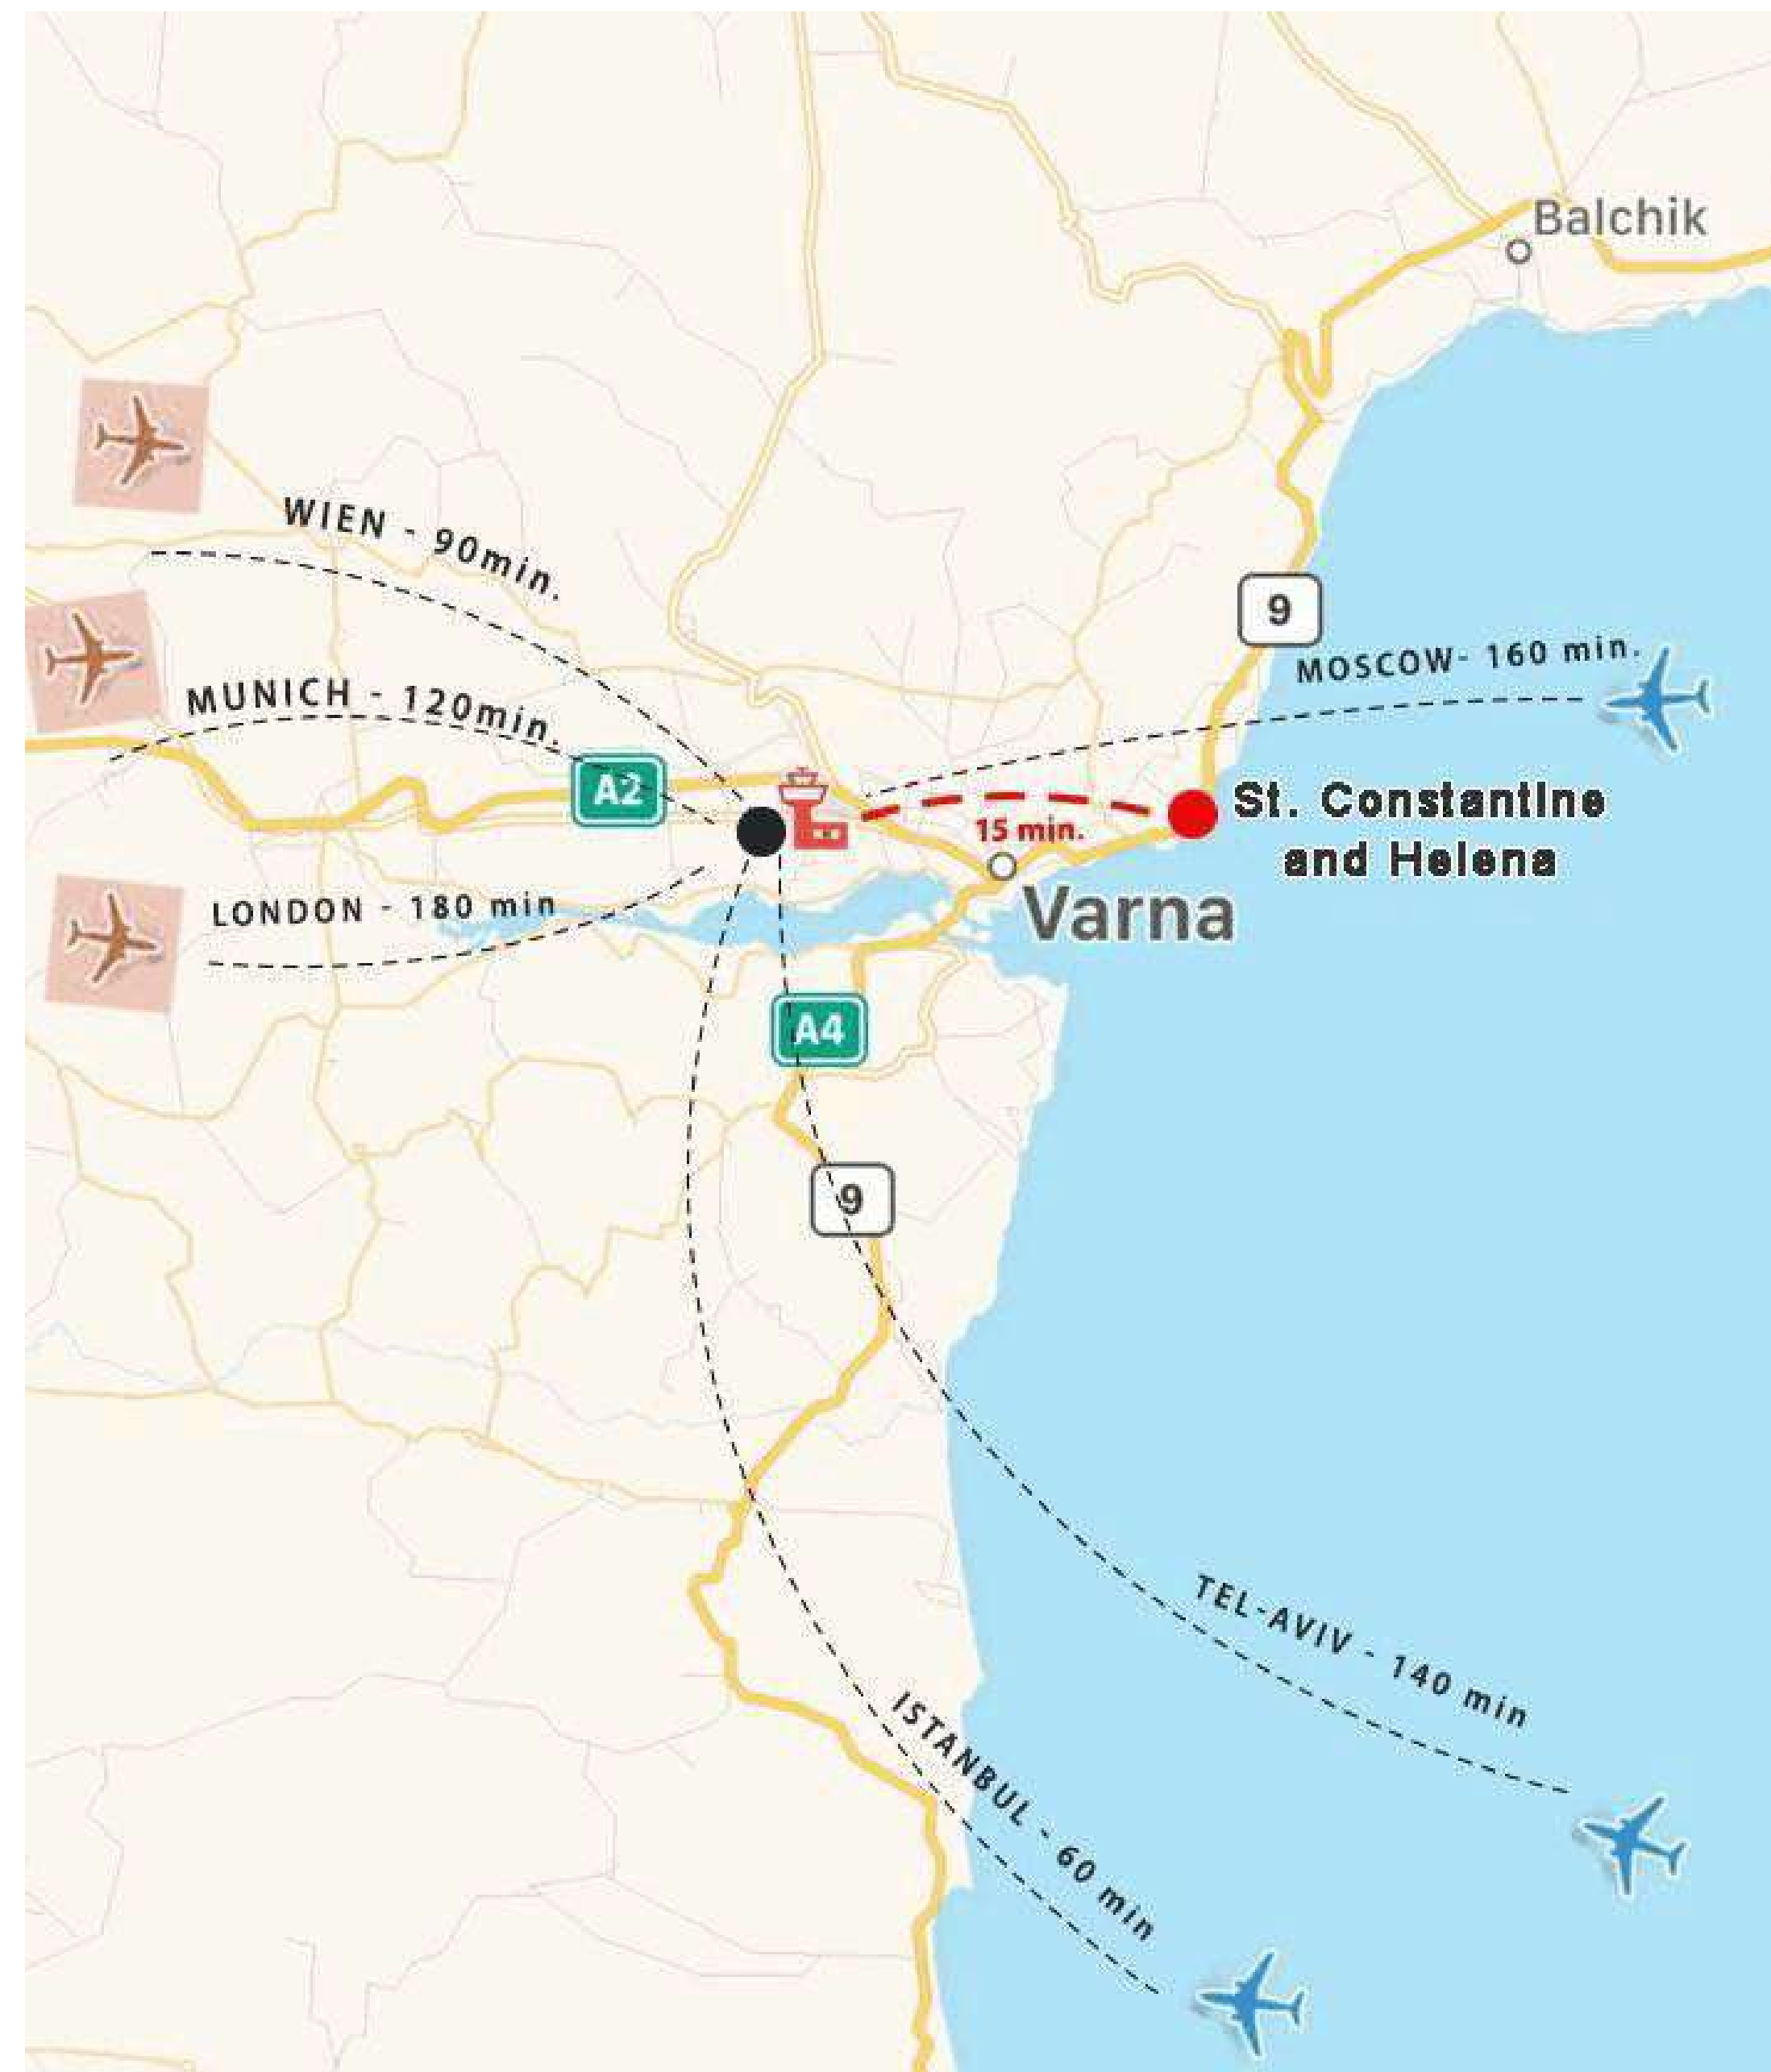 Balchik
WIEN - 90min.
9
MOSCOW- 160 min.
MUNICH - 120min.
A2
St. Constantine
and Helena
15 min.
Varna
LONDON - 180 min
A4
9
TEL-AVIV - 140 min
ISTANBUL - 60 min